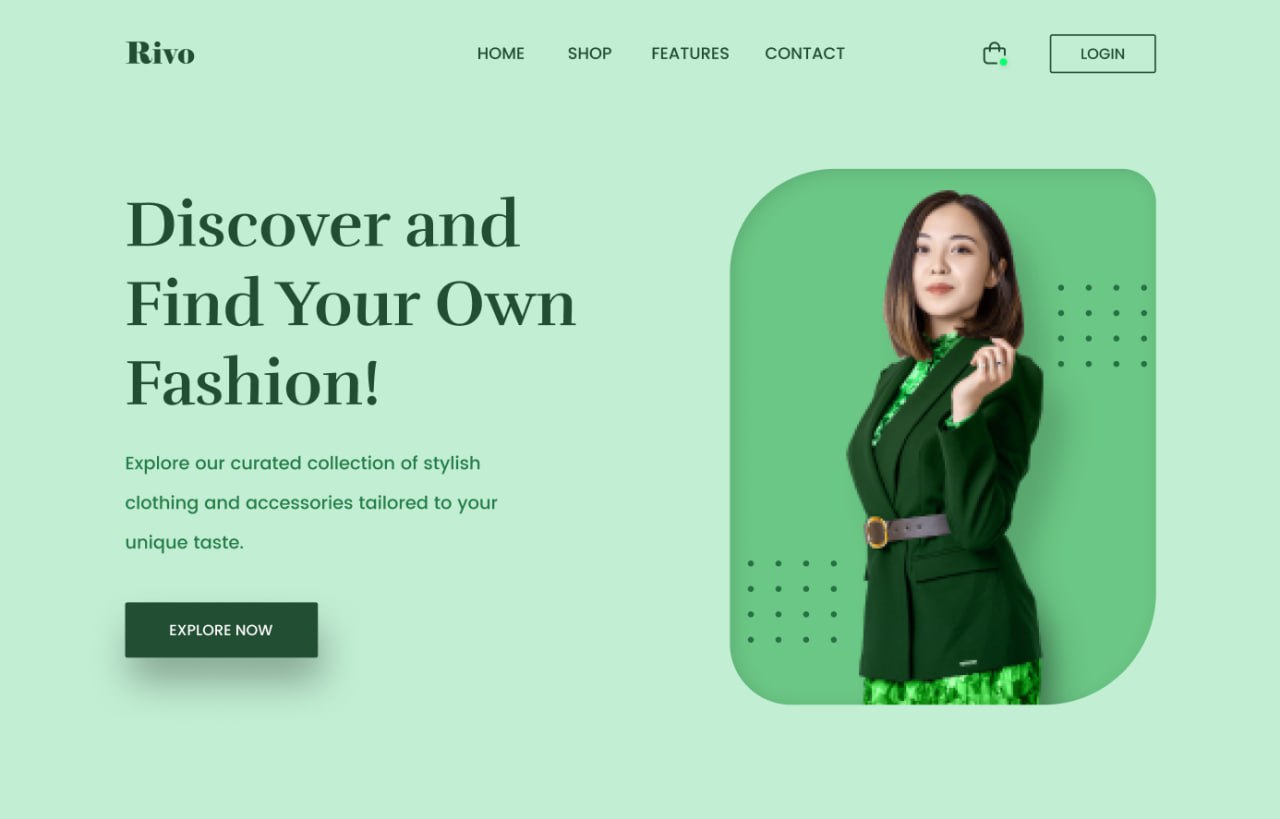 Rivo
HOME SHOP FEATURES CONTACT
LOGIN
Discover and
Find Your Own
Fashion!
Explore our curated collection of stylish
clothing and accessories tailored to your
unique taste.
EXPLORE NOW